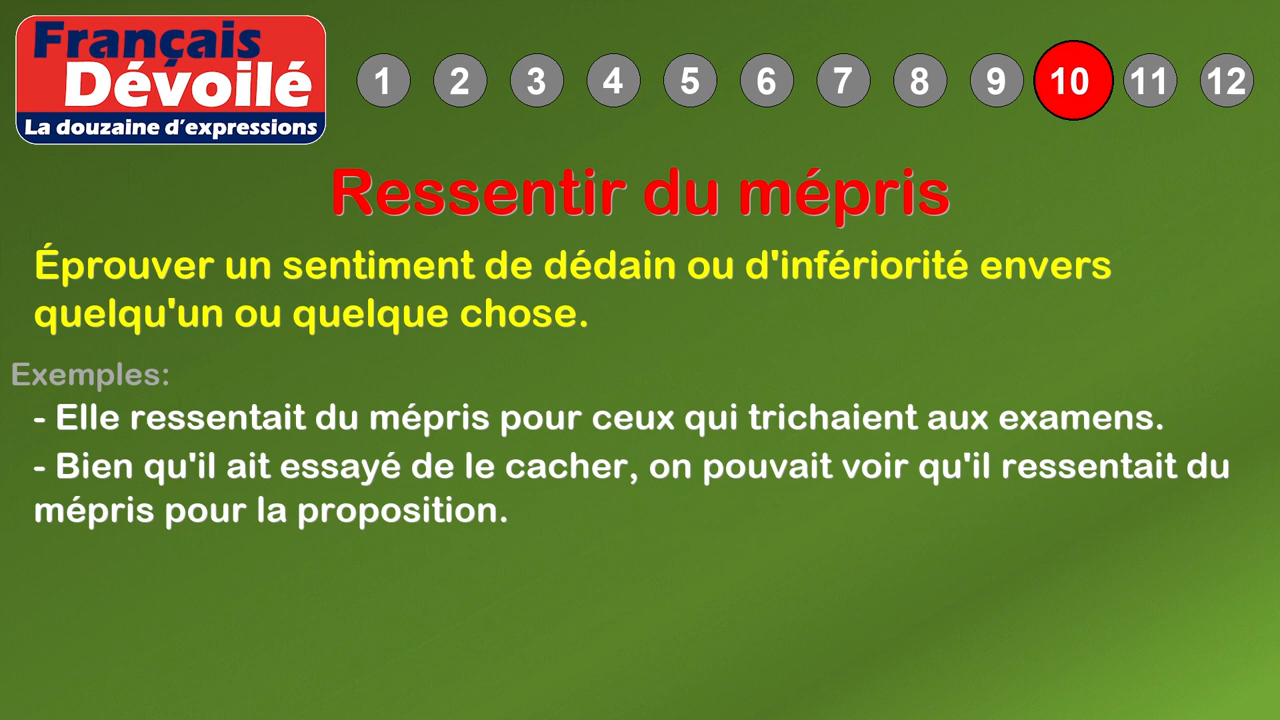 Français
Dévoilé
La douzaine d'expressions
1 2 3 4 5 6 7 8 9 10 11 12
Ressentir du mépris
Éprouver un sentiment de dédain ou d'infériorité envers
quelqu'un ou quelque chose.
Exemples:
- Elle ressentait du mépris pour ceux qui trichaient aux examens.
- Bien qu'il ait essayé de le cacher, on pouvait voir qu'il ressentait du
mépris pour la proposition.